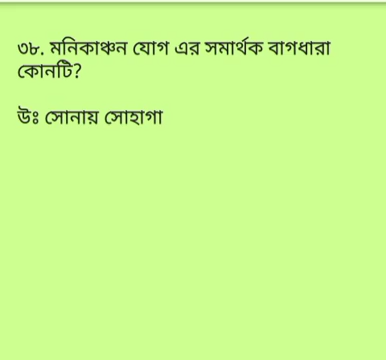 ৩৮. মনিকাঞ্চন যোগ এর সমার্থক বাগধারা
কোনটি?
উঃ সোনায় সোহাগা